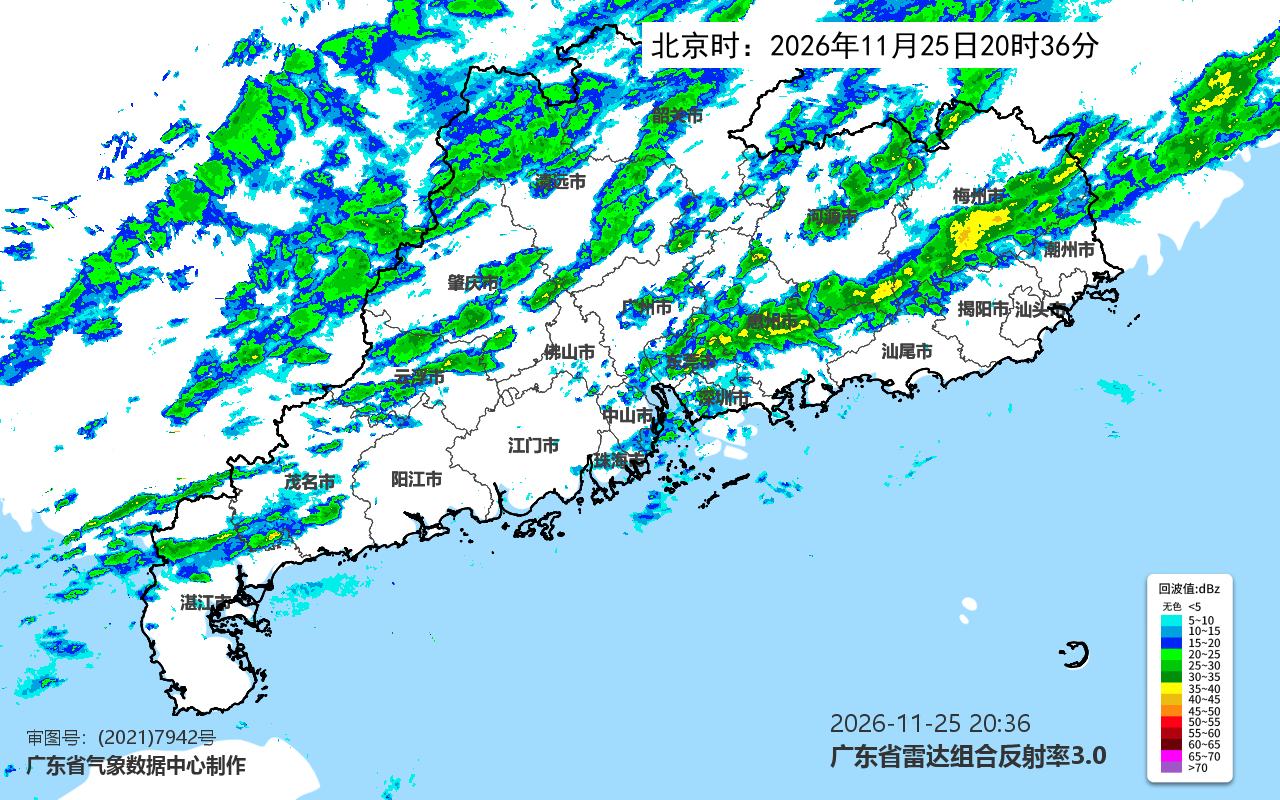 北京时：2026年11月25日20时36分
韶关市
清远市
梅州市
河源市
潮州市
肇庆市
广州市
揭阳市
汕头市
惠州市
佛山市
汕尾市
东莞市
云浮市
深圳市
中山市
江门市
珠海市
茂名市
阳江市
湛江市
回波值:dBz
无色 <5
5~10
10~15
15~20
20~25
25~30
30~35
35~40
40~45
45~50
50~55
55~60
60~65
65~70
>70
2026-11-25 20:36
广东省雷达组合反射率3.0
审图号：(2021)7942号
广东省气象数据中心制作